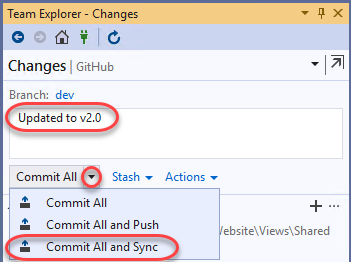 Team Explorer - Changes
Changes | GitHub
Branch: dev
Updated to v2.0
Commit All Stash Actions
Commit All
Commit All and Push
Commit All and Sync
Website\Views\Shared